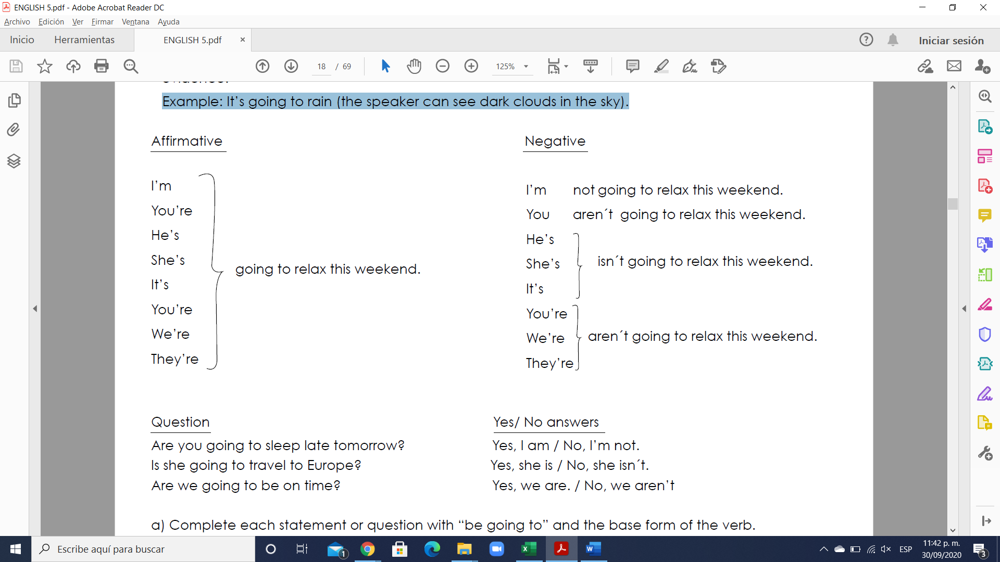 ENGLISH 5.pdf - Adobe Acrobat Reader DC
Archivo Edición Ver Firmar Ventana Ayuda
Inicio Herramientas ENGLISH 5.pdf × Iniciar sesión
18 / 69 125%
Example: It’s going to rain (the speaker can see dark clouds in the sky).
Affirmative
I’m
You’re
He’s
She’s
It’s
You’re
We’re
They’re
going to relax this weekend.
Negative
I’m not going to relax this weekend.
You aren´t going to relax this weekend.
He’s
She’s
It’s
isn´t going to relax this weekend.
You’re
We’re
They’re
aren´t going to relax this weekend.
Question
Are you going to sleep late tomorrow?
Is she going to travel to Europe?
Are we going to be on time?
Yes/ No answers
Yes, I am / No, I’m not.
Yes, she is / No, she isn´t.
Yes, we are. / No, we aren’t
a) Complete each statement or question with “be going to” and the base form of the verb.
Escribe aquí para buscar
1
ESP
11:42 p. m.
30/09/2020
3